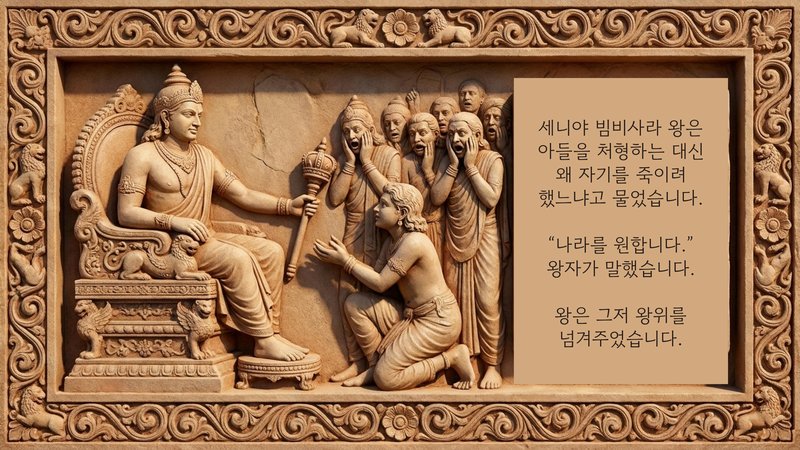 세니야 빔비사라 왕은
아들을 처형하는 대신
왜 자기를 죽이려
했느냐고 물었습니다.
“나라를 원합니다.”
왕자가 말했습니다.
왕은 그저 왕위를
넘겨주었습니다.